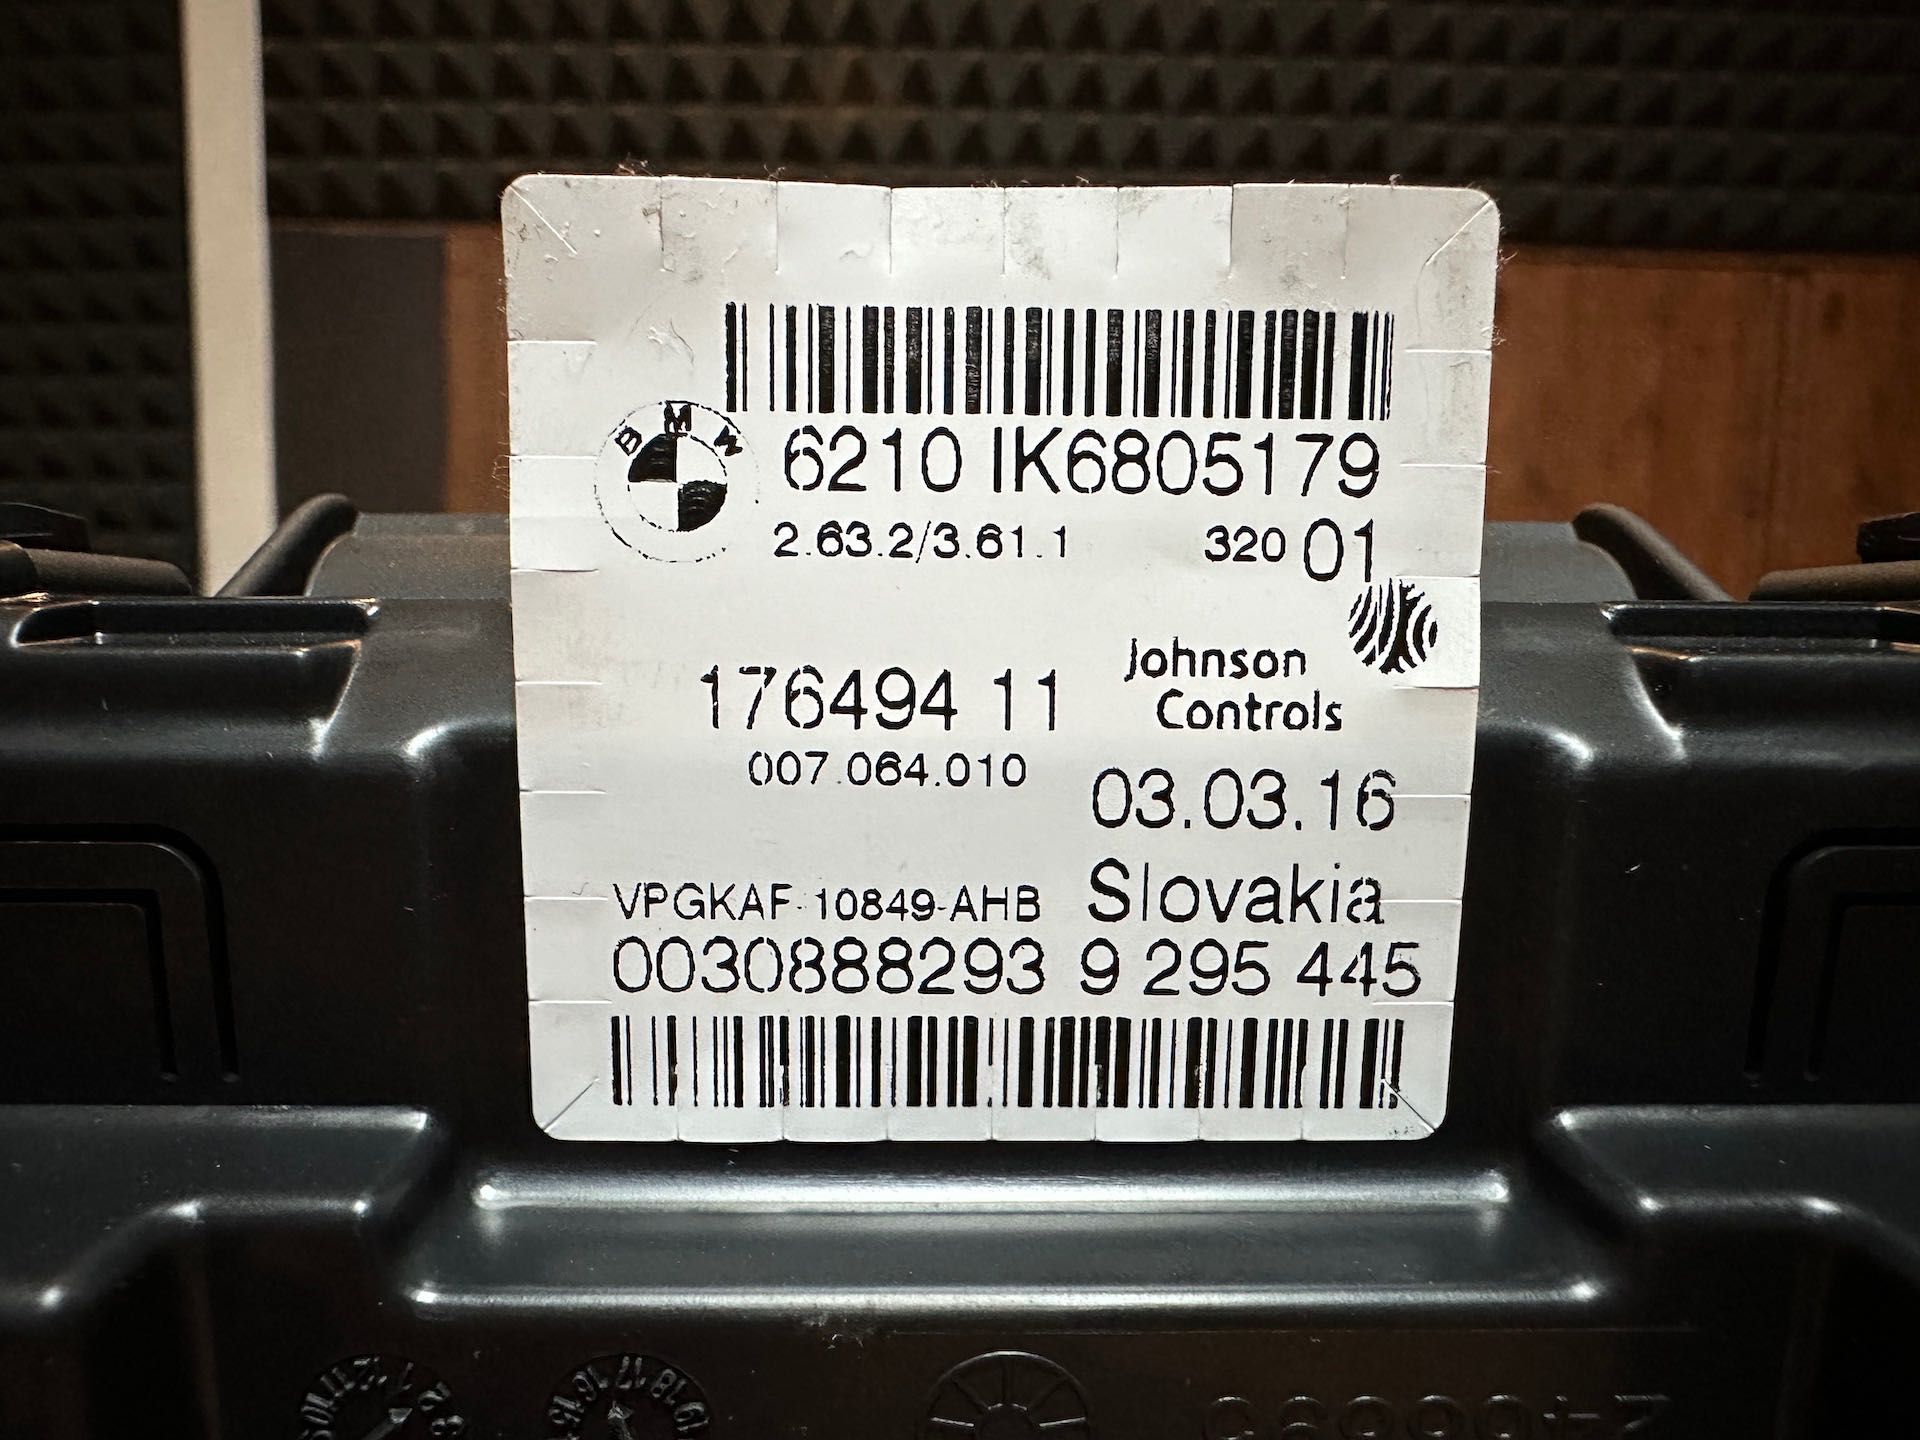 BMW
6210 IK6805179
2.63.2/3.61.1 320 01
Johnson
Controls
176494 11
007.064.010
03.03.16
VPGKAF-10849-AHB Slovakia
0030888293 9 295 445